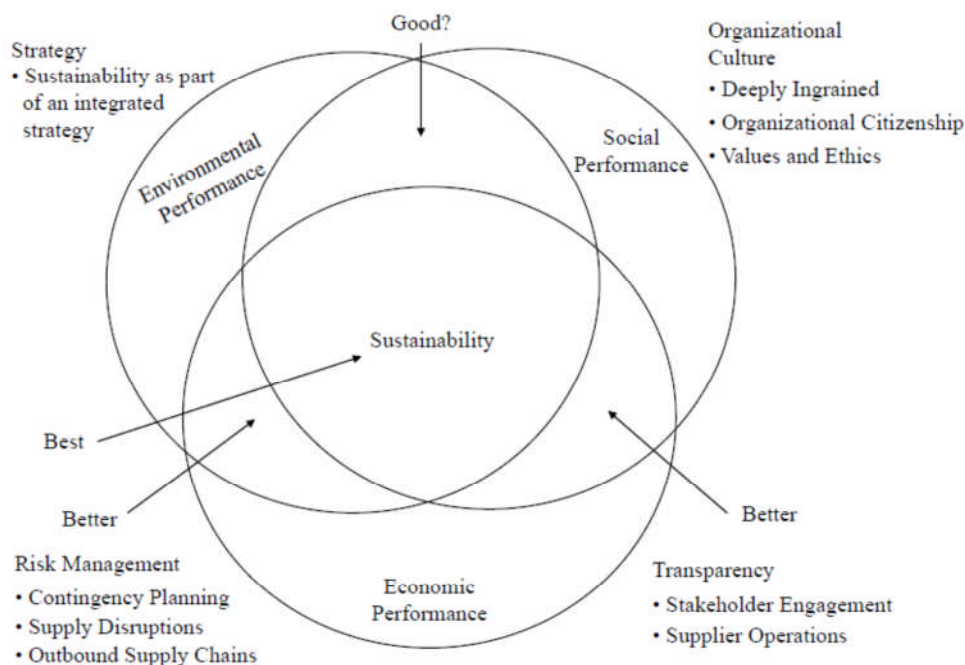 Good?
Strategy
• Sustainability as part
of an integrated
strategy
Organizational
Culture
• Deeply Ingrained
• Organizational Citizenship
• Values and Ethics
Environmental
Performance
Social
Performance
Sustainability
Best
Better
Better
Risk Management
• Contingency Planning
• Supply Disruptions
• Outbound Supply Chains
Economic
Performance
Transparency
• Stakeholder Engagement
• Supplier Operations